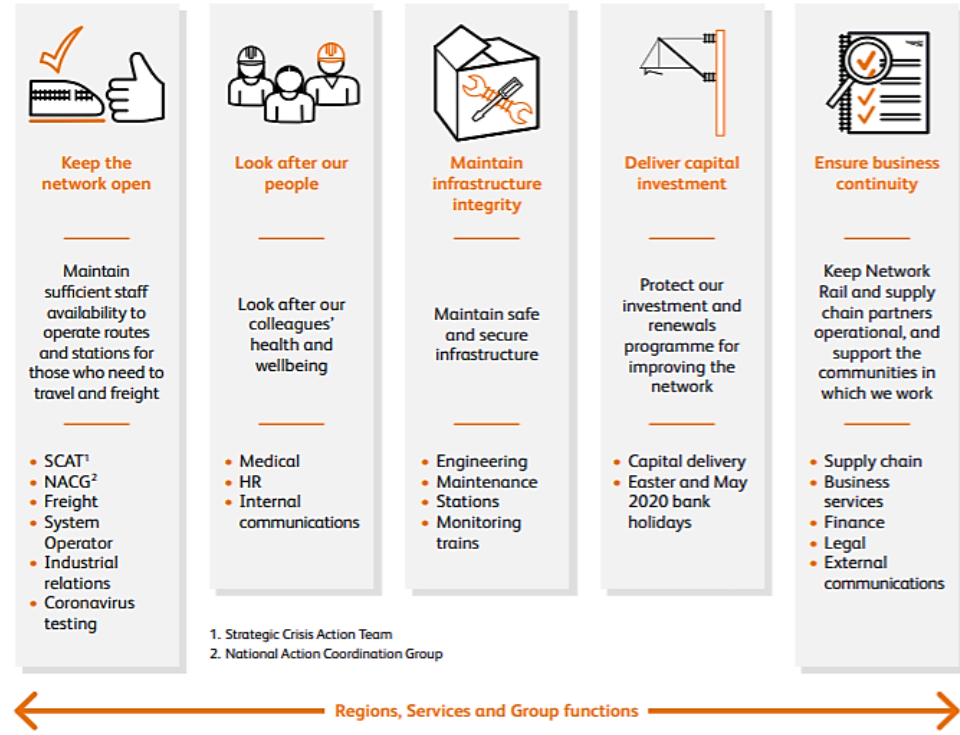 Keep the
network open
Maintain
sufficient staff
availability to
operate routes
and stations for
those who need to
travel and freight
• SCAT¹
• NACG²
• Freight
• System
Operator
• Industrial
relations
• Coronavirus
testing
Look after our
people
Look after our
colleagues’
health and
wellbeing
• Medical
• HR
• Internal
communications
Maintain
infrastructure
integrity
Maintain safe
and secure
infrastructure
• Engineering
• Maintenance
• Stations
• Monitoring
trains
Deliver capital
investment
Protect our
investment and
renewals
programme for
improving the
network
• Capital delivery
• Easter and May
2020 bank
holidays
Ensure business
continuity
Keep Network
Rail and supply
chain partners
operational, and
support the
communities in
which we work
• Supply chain
• Business
services
• Finance
• Legal
• External
communications
1. Strategic Crisis Action Team
2. National Action Coordination Group
Regions, Services and Group functions